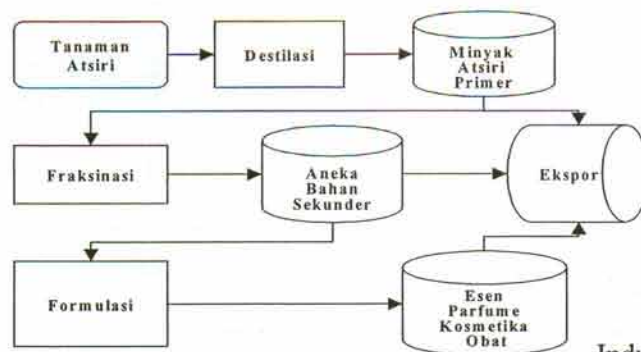 Tanaman
Atsiri
Destilasi
Minyak
Atsiri
Primer
Fraksinasi
Aneka
Bahan
Sekunder
Ekspor
Formulasi
Esen
Parfume
Kosmetika
Obat